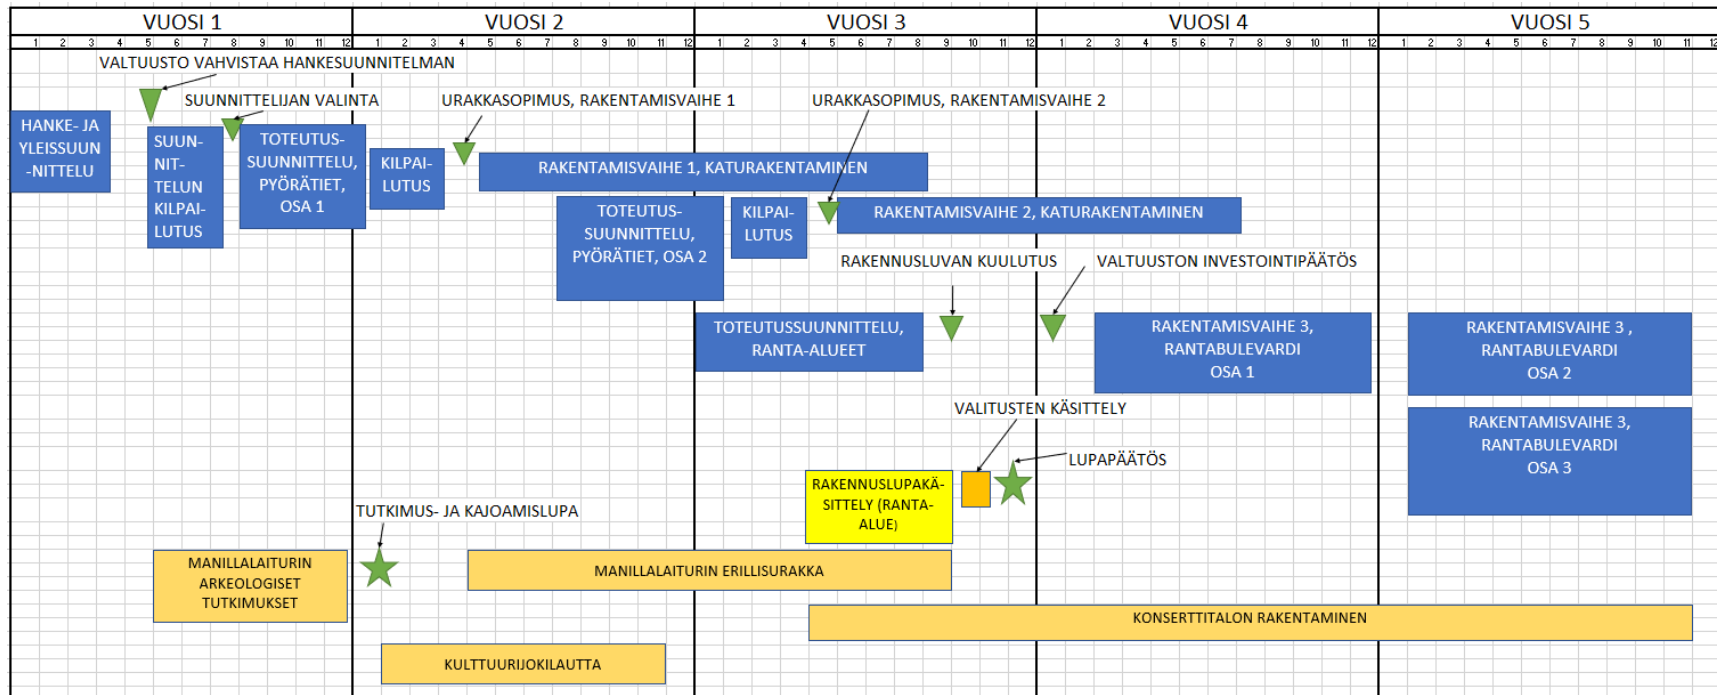 VUOSI 1 VUOSI 2 VUOSI 3 VUOSI 4 VUOSI 5
1 2 3 4 5 6 7 8 9 10 11 12 1 2 3 4 5 6 7 8 9 10 11 12 1 2 3 4 5 6 7 8 9 10 11 12 1 2 3 4 5 6 7 8 9 10 11 12 1 2 3 4 5 6 7 8 9 10 11 12
VALTUUSTO VAHVISTAA HANKESUUNNITELMAN
SUUNNITTELIJAN VALINTA
URAKKASOPIMUS, RAKENTAMISVAIHE 1
URAKKASOPIMUS, RAKENTAMISVAIHE 2
HANKE- JA
YLEISSUUN
-NITTELU
SUUN-
NIT-
TELUN
KILPAI-
LUTUS
TOTEUTUS-
SUUNNITTELU,
PYÖRÄTIET,
OSA 1
KILPAI-
LUTUS
RAKENTAMISVAIHE 1, KATURAKENTAMINEN
TOTEUTUS-
SUUNNITTELU,
PYÖRÄTIET, OSA 2
KILPAI-
LUTUS
RAKENTAMISVAIHE 2, KATURAKENTAMINEN
RAKENNUSLUVAN KUULUTUS
VALTUUSTON INVESTOINTIPÄÄTÖS
TOTEUTUSSUUNNITTELU,
RANTA-ALUEET
RAKENTAMISVAIHE 3,
RANTABULEVARDI
OSA 1
RAKENTAMISVAIHE 3 ,
RANTABULEVARDI
OSA 2
VALITUSTEN KÄSITTELY
RAKENTAMISVAIHE 3,
RANTABULEVARDI
OSA 3
LUPAPÄÄTÖS
RAKENNUSLUPAKÄ-
SITTELY (RANTA-
ALUE)
TUTKIMUS- JA KAJOAMISLUPA
MANILLALAITURIN
ARKEOLOGISET
TUTKIMUKSET
MANILLALAITURIN ERILLISURAKKA
KONSERTTITALON RAKENTAMINEN
KULTTUURIJOKILAUTTA